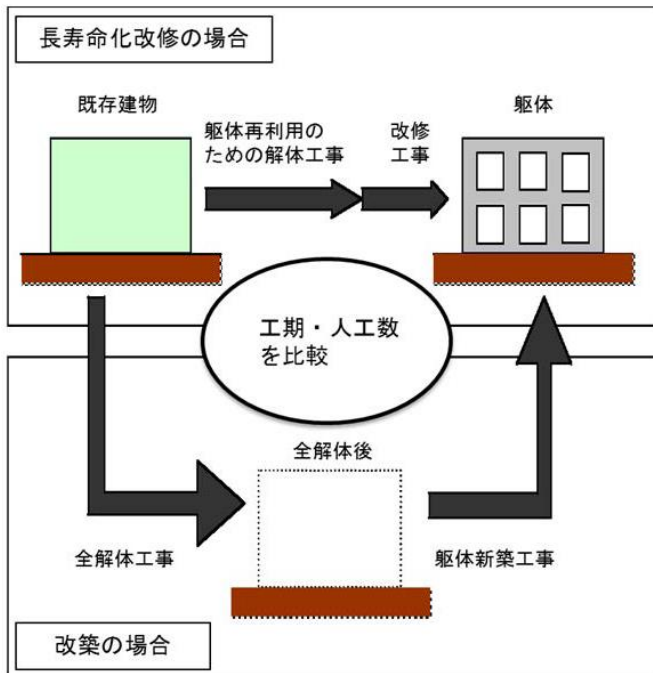 長寿命化改修の場合
既存建物
躯体再利用の
ための解体工事
改修
工事
躯体
工期・人工数
を比較
全解体後
全解体工事
躯体新築工事
改築の場合